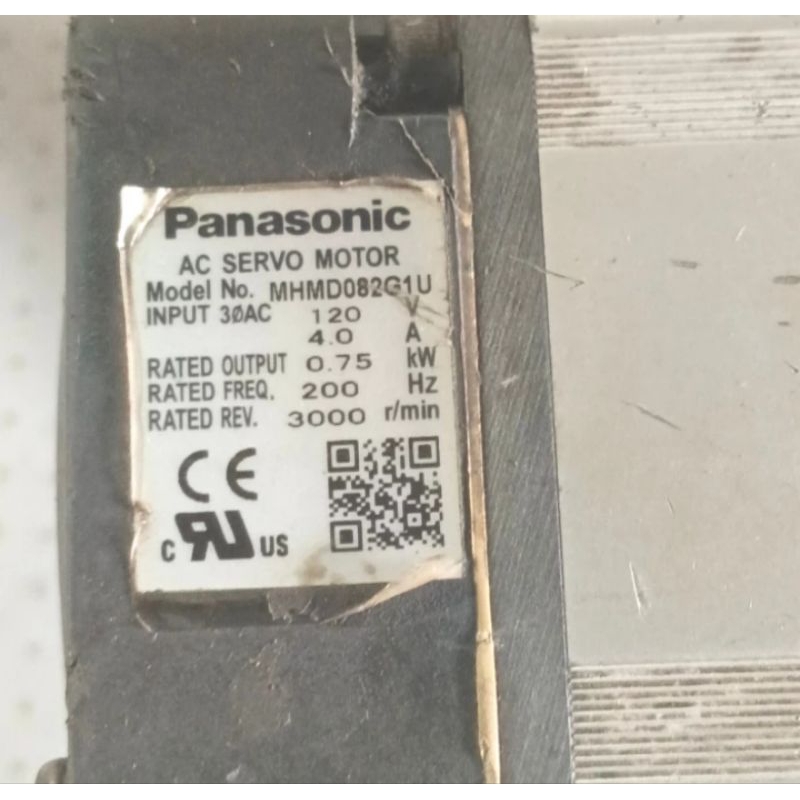 Panasonic
AC SERVO MOTOR
Model No. MHMD082G1U
INPUT 3ØAC 120 V
4.0 A
RATED OUTPUT 0.75 kW
RATED FREQ. 200 Hz
RATED REV. 3000 r/min
CE
C RU US